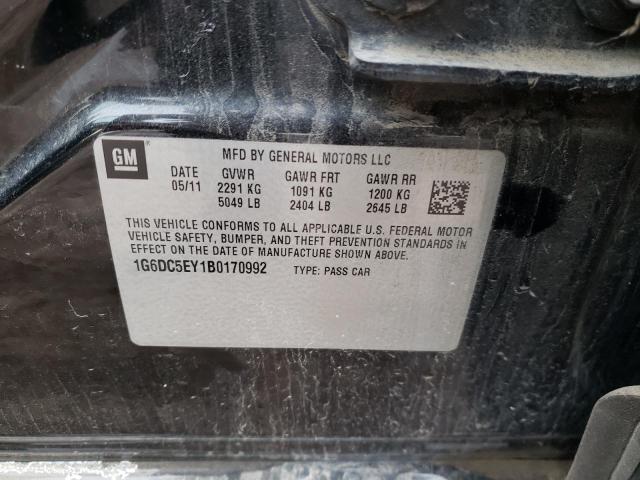 GM
MFD BY GENERAL MOTORS LLC
DATE GVWR GAWR FRT GAWR RR
05/11 2291 KG 1091 KG 1200 KG
5049 LB 2404 LB 2645 LB
THIS VEHICLE CONFORMS TO ALL APPLICABLE U.S. FEDERAL MOTOR
VEHICLE SAFETY, BUMPER, AND THEFT PREVENTION STANDARDS IN
EFFECT ON THE DATE OF MANUFACTURE SHOWN ABOVE.
1G6DC5EY1B0170992 TYPE: PASS CAR